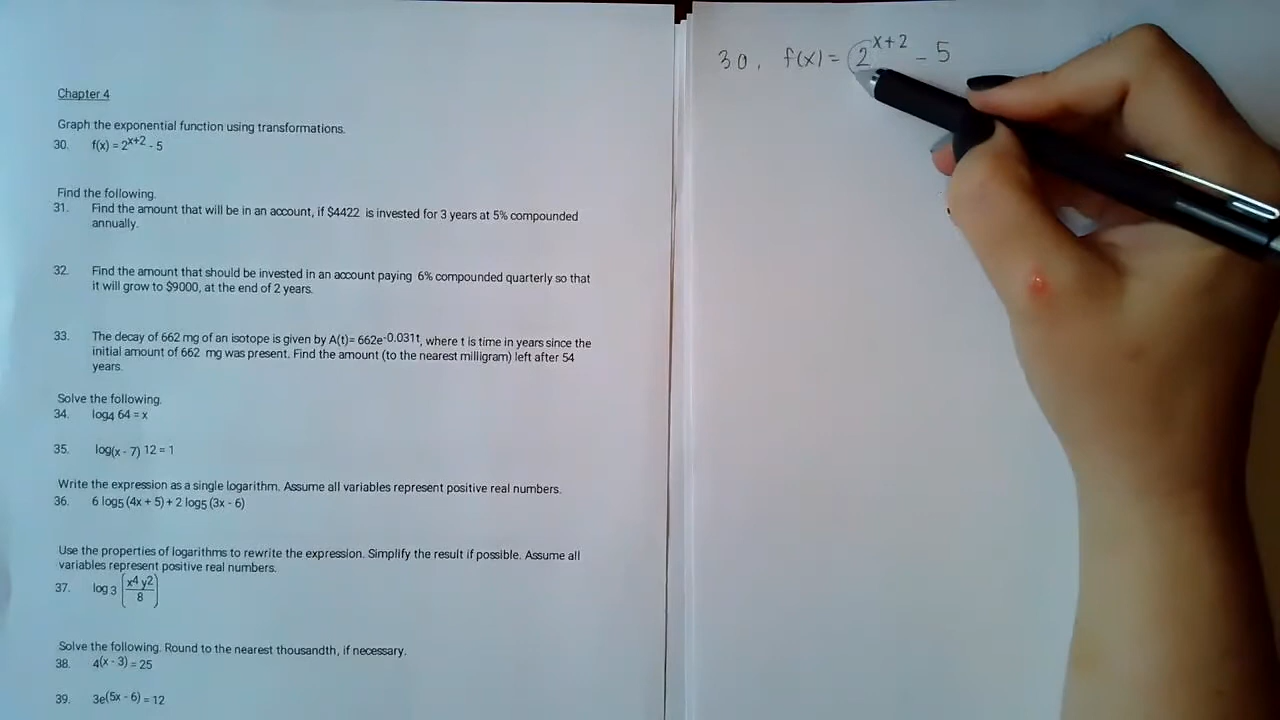 Chapter 4
Graph the exponential function using transformations.
30. f(x) = 2^x+2 - 5
Find the following.
31. Find the amount that will be in an account, if $4422 is invested for 3 years at 5% compounded
annually.
32. Find the amount that should be invested in an account paying 6% compounded quarterly so that
it will grow to $9000, at the end of 2 years.
33. The decay of 662 mg of an isotope is given by A(t)= 662e^-0.031t, where t is time in years since the
initial amount of 662 mg was present. Find the amount (to the nearest milligram) left after 54
years.
Solve the following.
34. log4 64 = x
35. log(x - 7) 12 = 1
Write the expression as a single logarithm. Assume all variables represent positive real numbers.
36. 6 log5 (4x + 5) + 2 log5 (3x - 6)
Use the properties of logarithms to rewrite the expression. Simplify the result if possible. Assume all
variables represent positive real numbers.
37. log 3 (x4 y2 / 8)
Solve the following. Round to the nearest thousandth, if necessary.
38. 4(x - 3) = 25
39. 3e(5x - 6) = 12
30. f(x) = 2^x+2 - 5